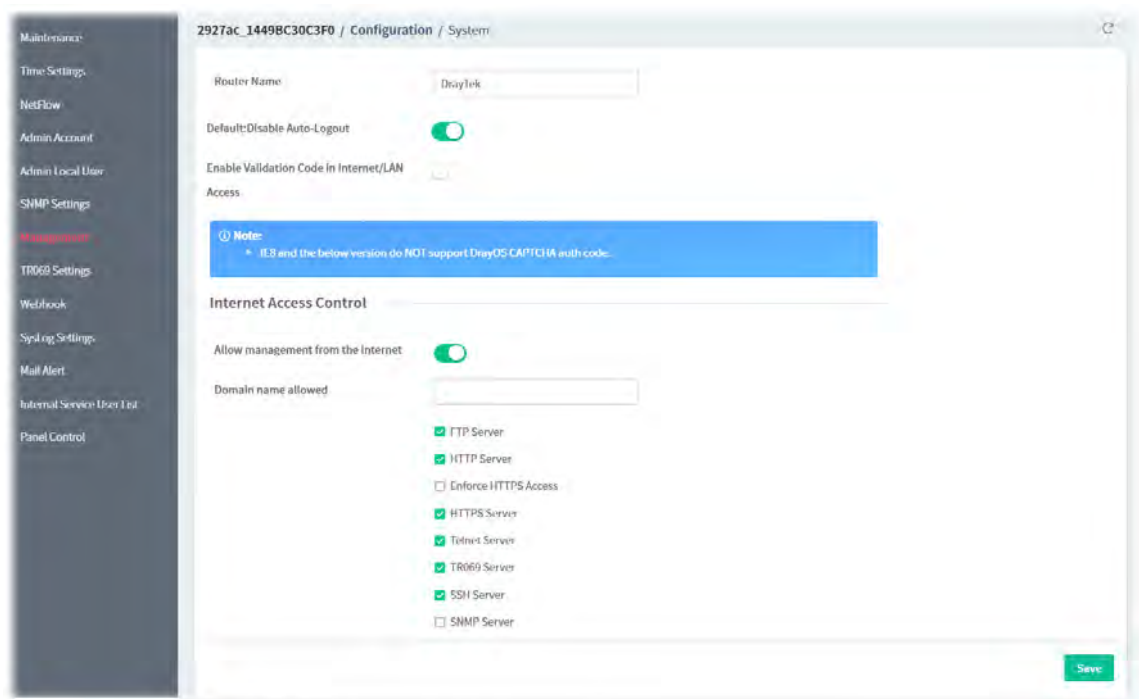 Maintenance
Time Settings
NetFlow
Admin Account
Admin Local User
SNMP Settings
Management
TR069 Settings
Webhook
SysLog Settings
Mail Alert
Internal Service User List
Panel Control
2927ac_1449BC30C3F0 / Configuration / System
Router Name
DrayTek
Default:Disable Auto-Logout
Enable Validation Code in Internet/LAN
Access
Note:
IE8 and the below version do NOT support DrayOS CAPTCHA auth code.
Internet Access Control
Allow management from the Internet
Domain name allowed
FTP Server
HTTP Server
Enforce HTTPS Access
HTTPS Server
Telnet Server
TR069 Server
SSH Server
SNMP Server
Save